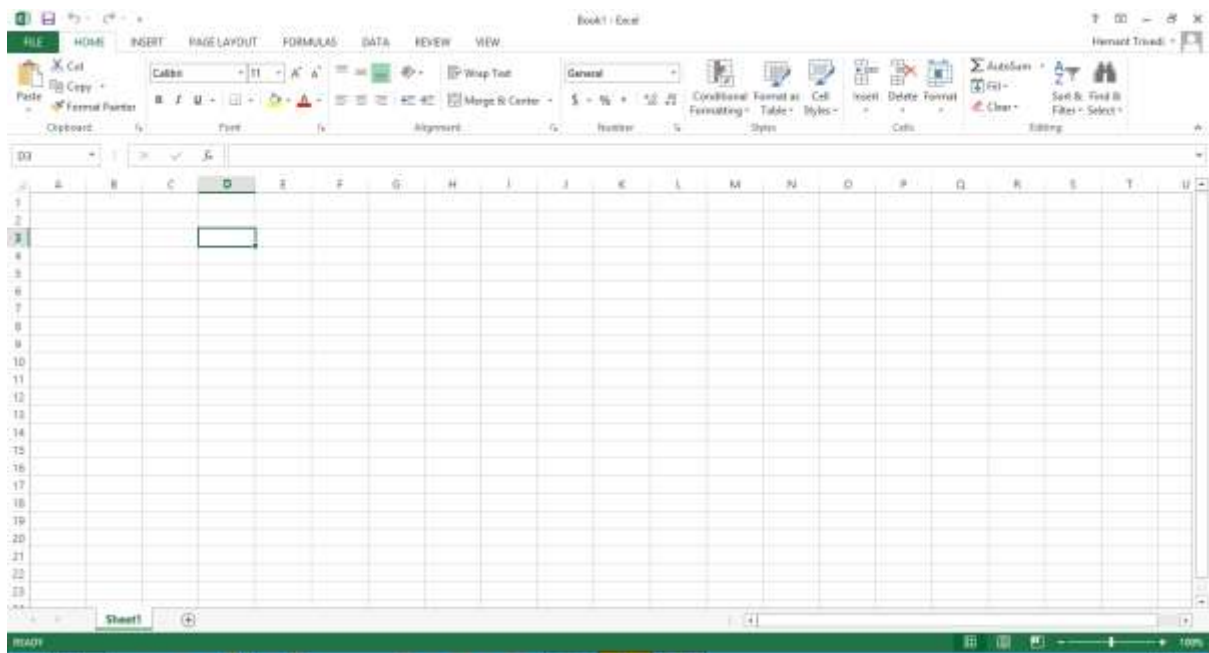 Book1 - Excel
FILE HOME INSERT PAGE LAYOUT FORMULAS DATA REVIEW VIEW
Hemant Trivedi
Paste
Cut
Copy
Format Painter
Clipboard
Calibri 11
B I U
Font
Wrap Text
Merge & Center
Alignment
General
$ %
Number
Conditional Formatting
Format as Table
Cell Styles
Styles
Insert Delete Format
Cells
AutoSum
Fill
Clear
Sort & Filter
Find & Select
Editing
D3
fx
A B C D E F G H I J K L M N O P Q R S T U
1
2
3
4
5
6
7
8
9
10
11
12
13
14
15
16
17
18
19
20
21
22
23
Sheet1
READY
100%